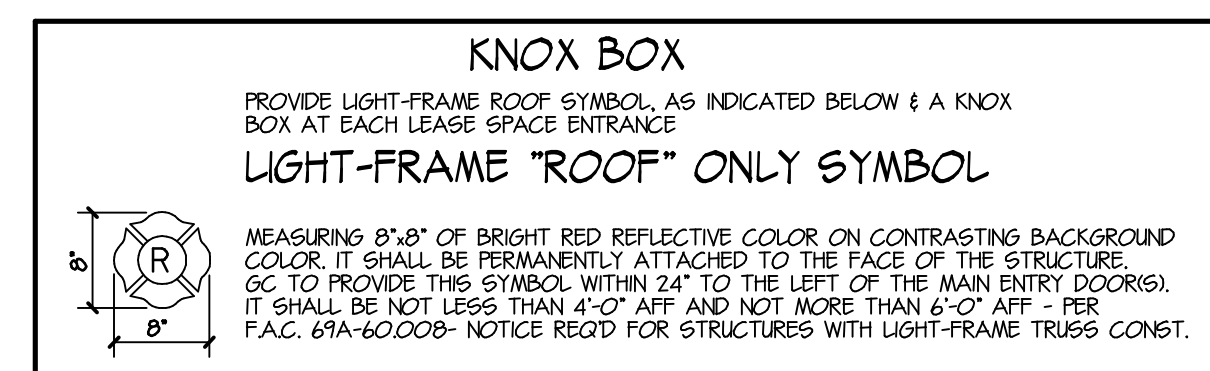 KNOX BOX
PROVIDE LIGHT-FRAME ROOF SYMBOL, AS INDICATED BELOW & A KNOX
BOX AT EACH LEASE SPACE ENTRANCE
LIGHT-FRAME "ROOF" ONLY SYMBOL
8"
R
8"
MEASURING 8"x8" OF BRIGHT RED REFLECTIVE COLOR ON CONTRASTING BACKGROUND
COLOR. IT SHALL BE PERMANENTLY ATTACHED TO THE FACE OF THE STRUCTURE.
GC TO PROVIDE THIS SYMBOL WITHIN 24" TO THE LEFT OF THE MAIN ENTRY DOOR(S).
IT SHALL BE NOT LESS THAN 4'-0" AFF AND NOT MORE THAN 6'-0" AFF - PER
F.A.C. 69A-60.008- NOTICE REQ'D FOR STRUCTURES WITH LIGHT-FRAME TRUSS CONST.